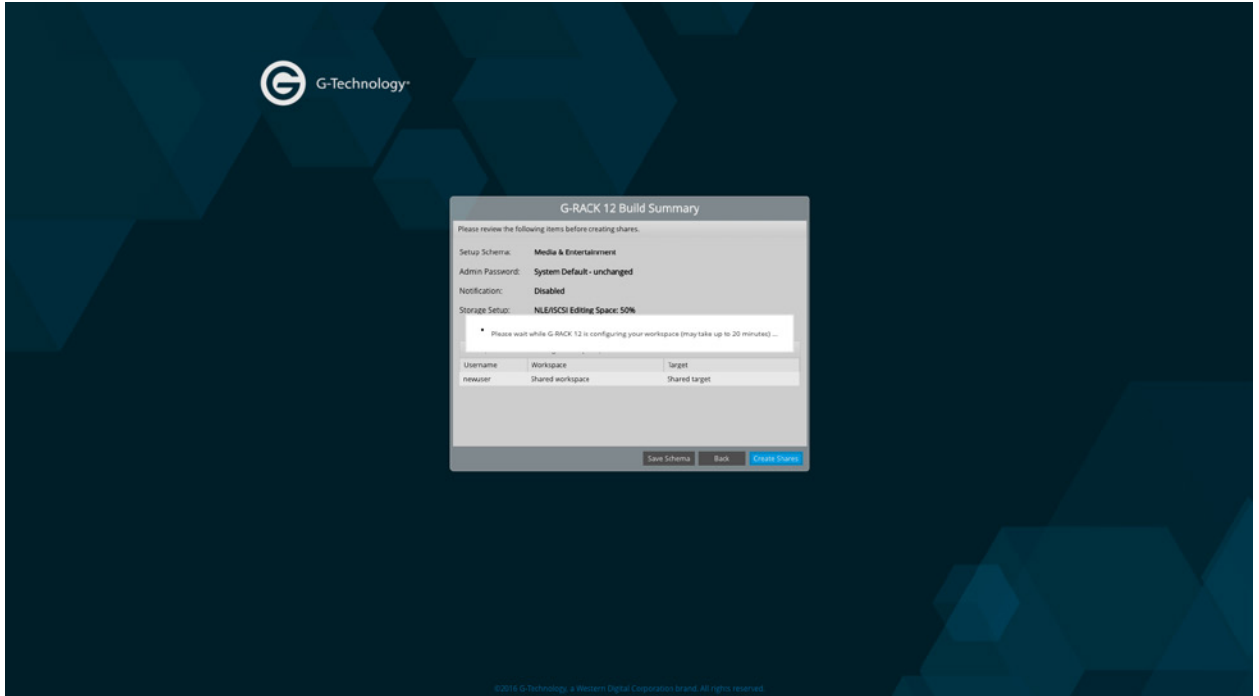 G-Technology
G-RACK 12 Build Summary
Please review the following items before creating shares.
Setup Schema: Media & Entertainment
Admin Password: System Default - unchanged
Notification: Disabled
Storage Setup: NLE/ISCSI Editing Space: 50%
Please wait while G-RACK 12 is configuring your workspace (may take up to 20 minutes) ...
Username Workspace Target
newuser Shared workspace Shared target
Save Schema Back Create Shares
©2016 G-Technology, a Western Digital Corporation brand. All rights reserved.